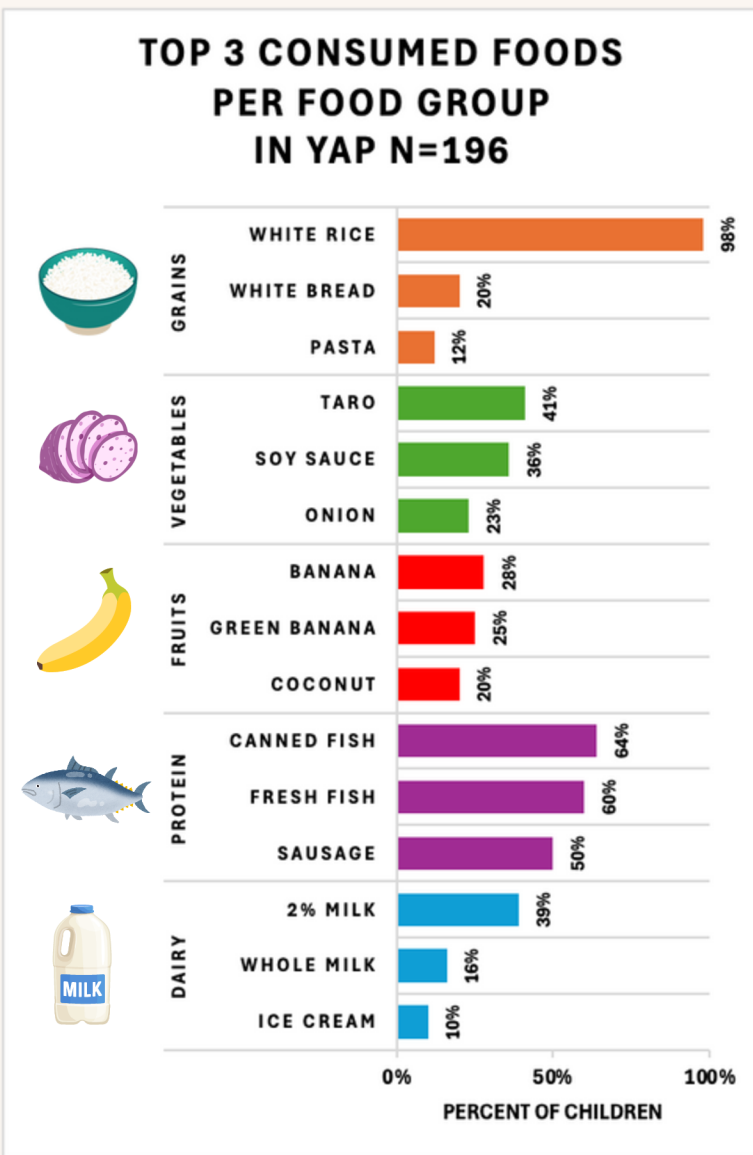 TOP 3 CONSUMED FOODS
PER FOOD GROUP
IN YAP N=196
GRAINS
WHITE RICE 98%
WHITE BREAD 20%
PASTA 12%
VEGETABLES
TARO 41%
SOY SAUCE 36%
ONION 23%
FRUITS
BANANA 28%
GREEN BANANA 25%
COCONUT 20%
PROTEIN
CANNED FISH 64%
FRESH FISH 60%
SAUSAGE 50%
DAIRY
MILK
2% MILK 39%
WHOLE MILK 16%
ICE CREAM 10%
0% 50% 100%
PERCENT OF CHILDREN